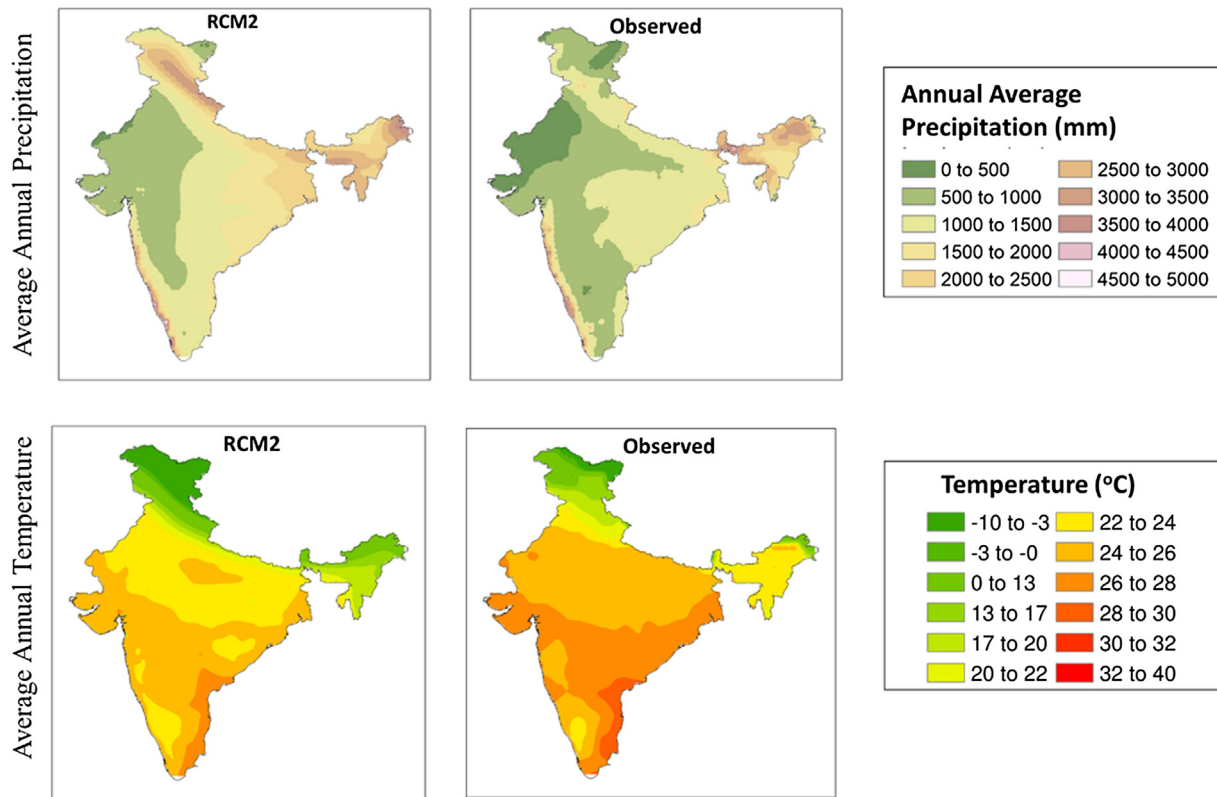 RCM2
Observed
Average Annual Precipitation
Annual Average
Precipitation (mm)
0 to 500
2500 to 3000
500 to 1000
3000 to 3500
1000 to 1500
3500 to 4000
1500 to 2000
4000 to 4500
2000 to 2500
4500 to 5000
RCM2
Observed
Average Annual Temperature
Temperature (°C)
-10 to -3
22 to 24
-3 to -0
24 to 26
0 to 13
26 to 28
13 to 17
28 to 30
17 to 20
30 to 32
20 to 22
32 to 40